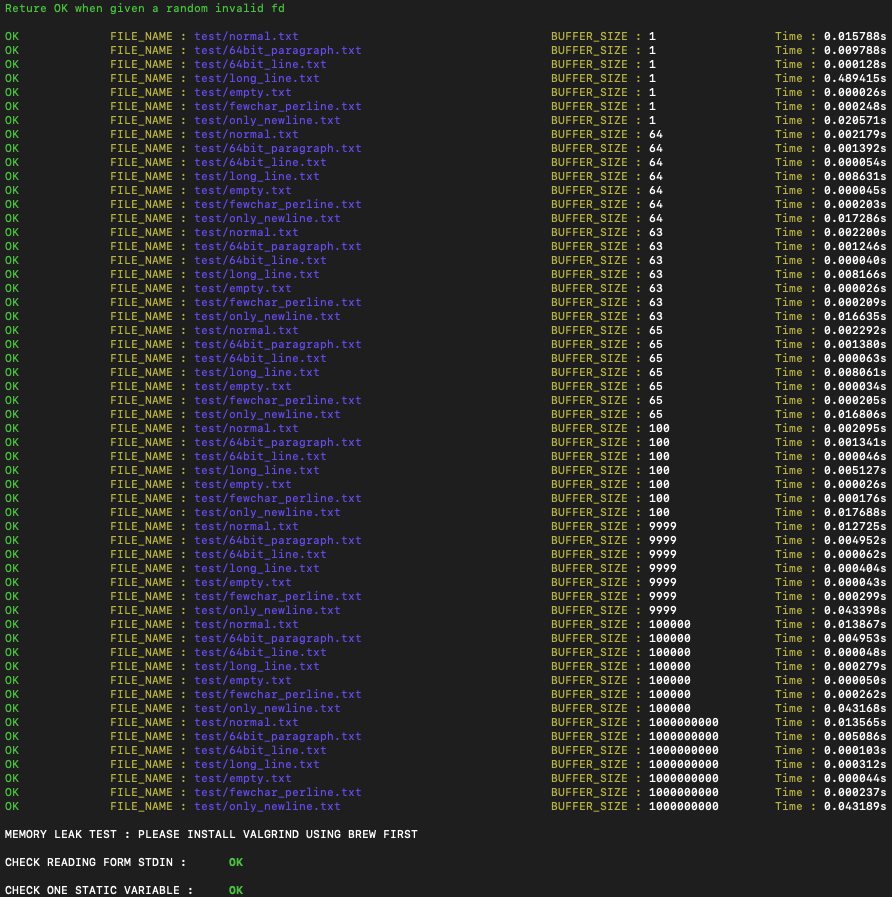 Reture OK when given a random invalid fd
OK FILE_NAME : test/normal.txt BUFFER_SIZE : 1 Time : 0.015788s
OK FILE_NAME : test/64bit_paragraph.txt BUFFER_SIZE : 1 Time : 0.009788s
OK FILE_NAME : test/64bit_line.txt BUFFER_SIZE : 1 Time : 0.000128s
OK FILE_NAME : test/long_line.txt BUFFER_SIZE : 1 Time : 0.489415s
OK FILE_NAME : test/empty.txt BUFFER_SIZE : 1 Time : 0.000026s
OK FILE_NAME : test/fewchar_perline.txt BUFFER_SIZE : 1 Time : 0.000248s
OK FILE_NAME : test/only_newline.txt BUFFER_SIZE : 1 Time : 0.020571s
OK FILE_NAME : test/normal.txt BUFFER_SIZE : 64 Time : 0.002179s
OK FILE_NAME : test/64bit_paragraph.txt BUFFER_SIZE : 64 Time : 0.001392s
OK FILE_NAME : test/64bit_line.txt BUFFER_SIZE : 64 Time : 0.000054s
OK FILE_NAME : test/long_line.txt BUFFER_SIZE : 64 Time : 0.008631s
OK FILE_NAME : test/empty.txt BUFFER_SIZE : 64 Time : 0.000045s
OK FILE_NAME : test/fewchar_perline.txt BUFFER_SIZE : 64 Time : 0.000203s
OK FILE_NAME : test/only_newline.txt BUFFER_SIZE : 64 Time : 0.017286s
OK FILE_NAME : test/normal.txt BUFFER_SIZE : 63 Time : 0.002200s
OK FILE_NAME : test/64bit_paragraph.txt BUFFER_SIZE : 63 Time : 0.001246s
OK FILE_NAME : test/64bit_line.txt BUFFER_SIZE : 63 Time : 0.000040s
OK FILE_NAME : test/long_line.txt BUFFER_SIZE : 63 Time : 0.008166s
OK FILE_NAME : test/empty.txt BUFFER_SIZE : 63 Time : 0.000026s
OK FILE_NAME : test/fewchar_perline.txt BUFFER_SIZE : 63 Time : 0.000209s
OK FILE_NAME : test/only_newline.txt BUFFER_SIZE : 63 Time : 0.016635s
OK FILE_NAME : test/normal.txt BUFFER_SIZE : 65 Time : 0.002292s
OK FILE_NAME : test/64bit_paragraph.txt BUFFER_SIZE : 65 Time : 0.001380s
OK FILE_NAME : test/64bit_line.txt BUFFER_SIZE : 65 Time : 0.000063s
OK FILE_NAME : test/long_line.txt BUFFER_SIZE : 65 Time : 0.008061s
OK FILE_NAME : test/empty.txt BUFFER_SIZE : 65 Time : 0.000034s
OK FILE_NAME : test/fewchar_perline.txt BUFFER_SIZE : 65 Time : 0.000205s
OK FILE_NAME : test/only_newline.txt BUFFER_SIZE : 65 Time : 0.016806s
OK FILE_NAME : test/normal.txt BUFFER_SIZE : 100 Time : 0.002095s
OK FILE_NAME : test/64bit_paragraph.txt BUFFER_SIZE : 100 Time : 0.001341s
OK FILE_NAME : test/64bit_line.txt BUFFER_SIZE : 100 Time : 0.000046s
OK FILE_NAME : test/long_line.txt BUFFER_SIZE : 100 Time : 0.005127s
OK FILE_NAME : test/empty.txt BUFFER_SIZE : 100 Time : 0.000026s
OK FILE_NAME : test/fewchar_perline.txt BUFFER_SIZE : 100 Time : 0.000176s
OK FILE_NAME : test/only_newline.txt BUFFER_SIZE : 100 Time : 0.017688s
OK FILE_NAME : test/normal.txt BUFFER_SIZE : 9999 Time : 0.012725s
OK FILE_NAME : test/64bit_paragraph.txt BUFFER_SIZE : 9999 Time : 0.004952s
OK FILE_NAME : test/64bit_line.txt BUFFER_SIZE : 9999 Time : 0.000062s
OK FILE_NAME : test/long_line.txt BUFFER_SIZE : 9999 Time : 0.000404s
OK FILE_NAME : test/empty.txt BUFFER_SIZE : 9999 Time : 0.000043s
OK FILE_NAME : test/fewchar_perline.txt BUFFER_SIZE : 9999 Time : 0.000299s
OK FILE_NAME : test/only_newline.txt BUFFER_SIZE : 9999 Time : 0.043398s
OK FILE_NAME : test/normal.txt BUFFER_SIZE : 100000 Time : 0.013867s
OK FILE_NAME : test/64bit_paragraph.txt BUFFER_SIZE : 100000 Time : 0.004953s
OK FILE_NAME : test/64bit_line.txt BUFFER_SIZE : 100000 Time : 0.000048s
OK FILE_NAME : test/long_line.txt BUFFER_SIZE : 100000 Time : 0.000279s
OK FILE_NAME : test/empty.txt BUFFER_SIZE : 100000 Time : 0.000050s
OK FILE_NAME : test/fewchar_perline.txt BUFFER_SIZE : 100000 Time : 0.000262s
OK FILE_NAME : test/only_newline.txt BUFFER_SIZE : 100000 Time : 0.043168s
OK FILE_NAME : test/normal.txt BUFFER_SIZE : 1000000000 Time : 0.013565s
OK FILE_NAME : test/64bit_paragraph.txt BUFFER_SIZE : 1000000000 Time : 0.005086s
OK FILE_NAME : test/64bit_line.txt BUFFER_SIZE : 1000000000 Time : 0.000103s
OK FILE_NAME : test/long_line.txt BUFFER_SIZE : 1000000000 Time : 0.000312s
OK FILE_NAME : test/empty.txt BUFFER_SIZE : 1000000000 Time : 0.000044s
OK FILE_NAME : test/fewchar_perline.txt BUFFER_SIZE : 1000000000 Time : 0.000237s
OK FILE_NAME : test/only_newline.txt BUFFER_SIZE : 1000000000 Time : 0.043189s
MEMORY LEAK TEST : PLEASE INSTALL VALGRIND USING BREW FIRST
CHECK READING FORM STDIN : OK
CHECK ONE STATIC VARIABLE : OK